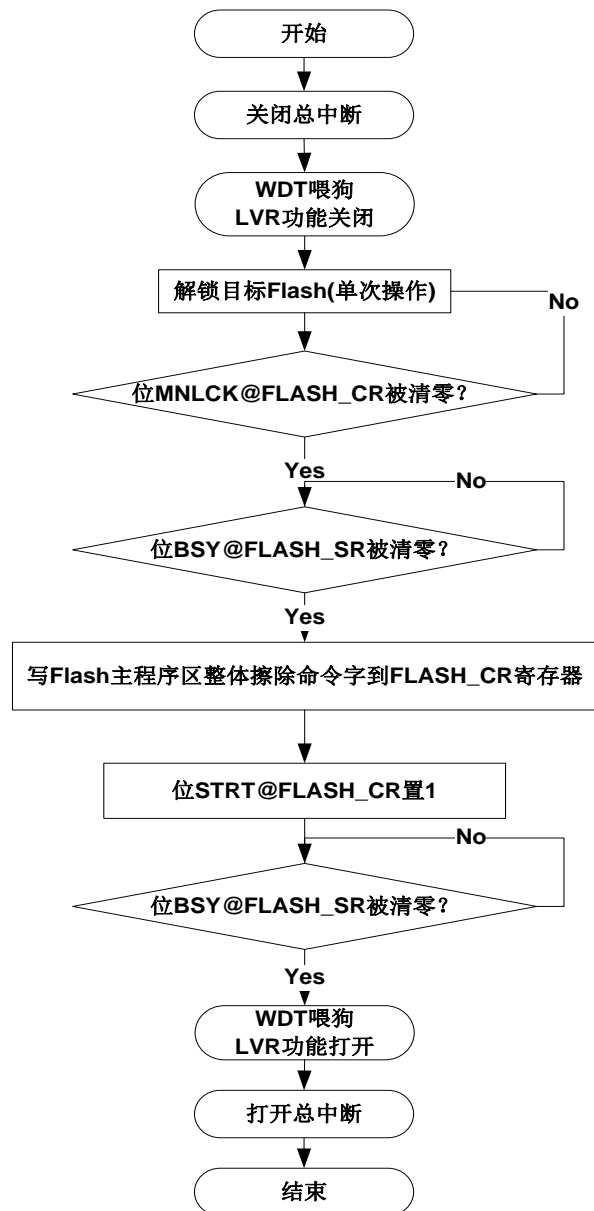 开始
关闭总中断
WDT喂狗
LVR功能关闭
解锁目标Flash(单次操作)
No
位MNLCK@FLASH_CR被清零?
Yes
No
位BSY@FLASH_SR被清零?
Yes
写Flash主程序区整体擦除命令字到FLASH_CR寄存器
位STRT@FLASH_CR置1
No
位BSY@FLASH_SR被清零?
Yes
WDT喂狗
LVR功能打开
打开总中断
结束